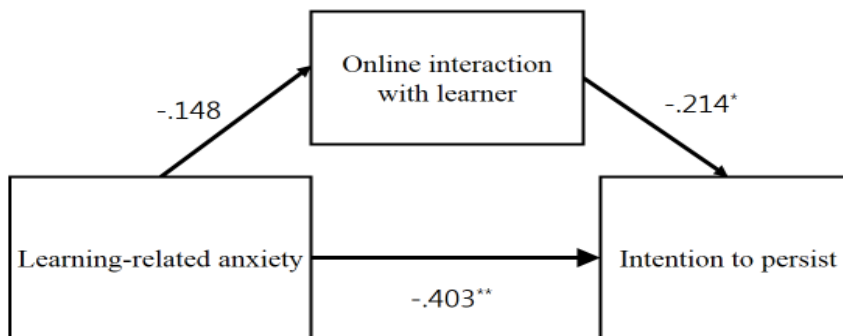 Online interaction
with learner
-.148
-.214*
Learning-related anxiety
Intention to persist
-.403**